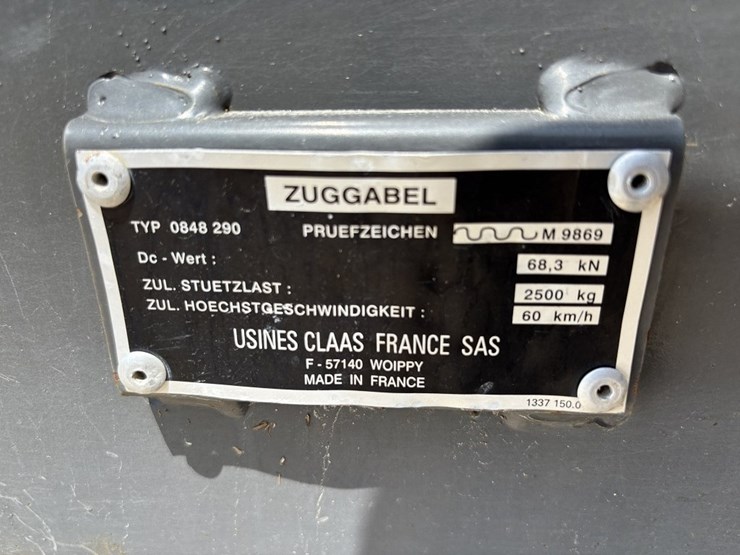 ZUGGABEL
TYP 0848 290 PRUEFZEICHEN M 9869
Dc - Wert : 68,3 kN
ZUL. STUETZLAST : 2500 kg
ZUL. HOECHSTGESCHWINDIGKEIT : 60 km/h
USINES CLAAS FRANCE SAS
F - 57140 WOIPPY
MADE IN FRANCE
1337 150.0